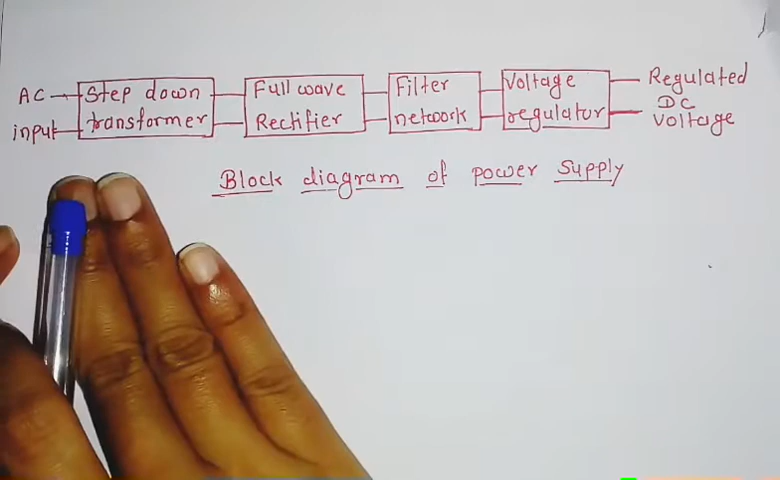 AC
input
Step down
transformer
Full wave
Rectifier
Filter
network
Voltage
regulator
Regulated
DC
voltage
Block diagram of power Supply